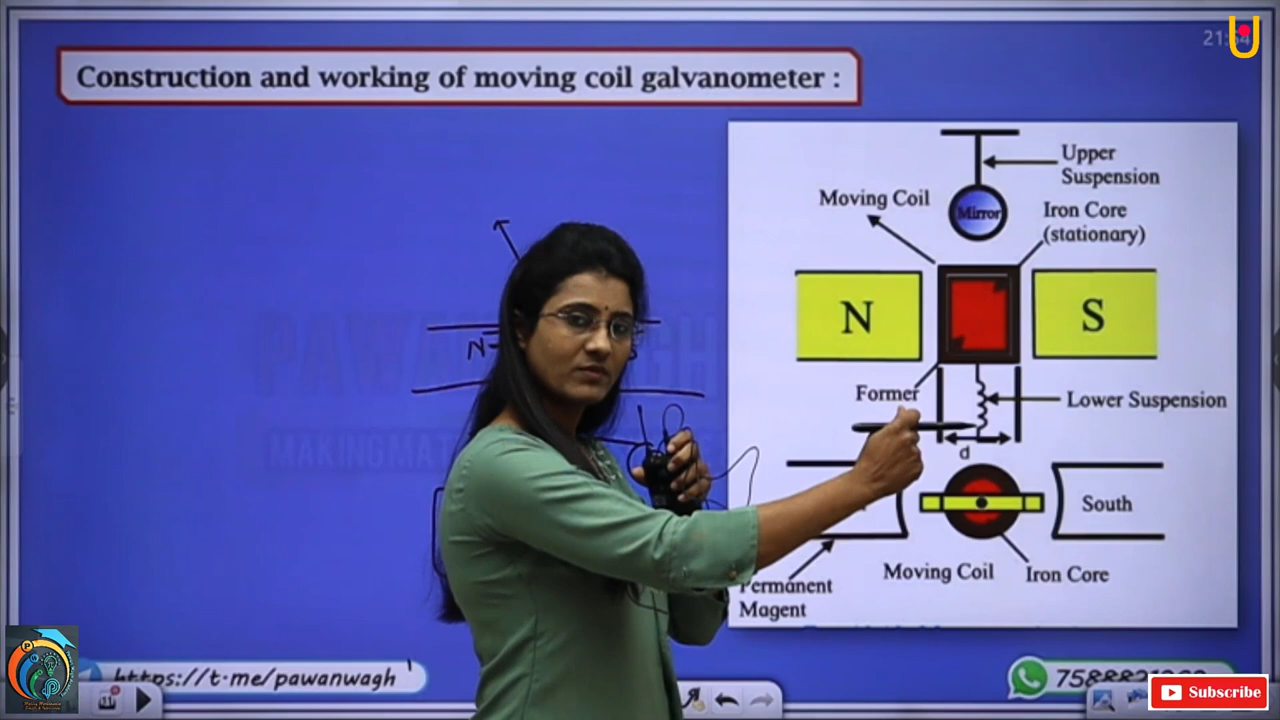 Construction and working of moving coil galvanometer :
Upper
Suspension
Moving Coil
Mirror
Iron Core
(stationary)
N
S
N
Former
Lower Suspension
d
South
Moving Coil
Iron Core
Permanent
Magent
https://t.me/pawanwagh
Subscribe